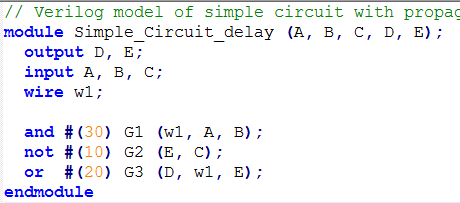 // Verilog model of simple circuit with
module Simple_Circuit_delay (A, B, C, D, E);
output D, E;
input A, B, C;
wire w1;
and #(30) G1 (w1, A, B);
not #(10) G2 (E, C);
or #(20) G3 (D, w1, E);
endmodule